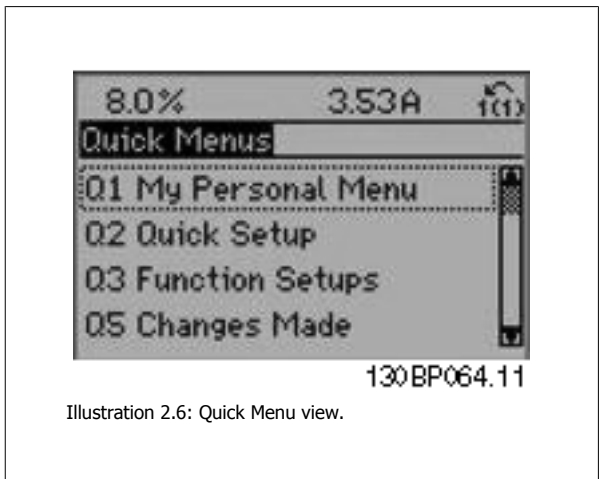 8.0% 3.53A 1(1)
Quick Menus
Q1 My Personal Menu
Q2 Quick Setup
Q3 Function Setups
Q5 Changes Made
130BP064.11
Illustration 2.6: Quick Menu view.